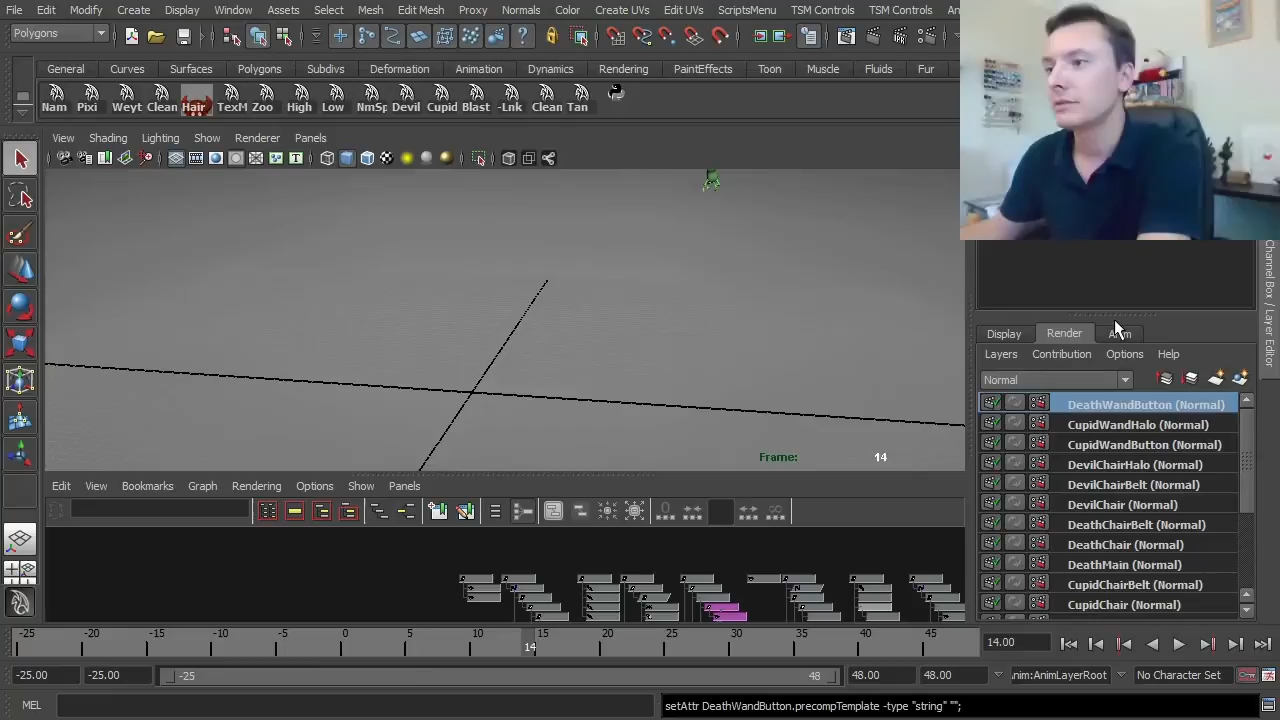 File Edit Modify Create Display Window Assets Select Mesh Edit Mesh Proxy Normals Color Create UVs Edit UVs ScriptsMenu TSM Controls TSM Controls
Polygons
General Curves Surfaces Polygons Subdivs Deformation Animation Dynamics Rendering PaintEffects Toon Muscle Fluids Fur
Nam Pixi Weyt Clean Hair TexM Zoo High Low NmSp Devil Cupid Blast -Lnk Clean Tan
View Shading Lighting Show Renderer Panels
Frame: 14
Channel Box / Layer Editor
Display Render Anim
Layers Contribution Options Help
Normal
DeathWandButton (Normal)
CupidWandHalo (Normal)
CupidWandButton (Normal)
DevilChairHalo (Normal)
DevilChairBelt (Normal)
DevilChair (Normal)
DeathChairBelt (Normal)
DeathChair (Normal)
DeathMain (Normal)
CupidChairBelt (Normal)
CupidChair (Normal)
Edit View Bookmarks Graph Rendering Options Show Panels
-25 -20 -15 -10 -5 0 5 10 15 20 25 30 35 40 45
14
14.00
-25.00 -25.00 -25 48 48.00 48.00 .nim:AnimLayerRoot No Character Set
MEL setAttr DeathWandButton.precompTemplate -type "string" "";